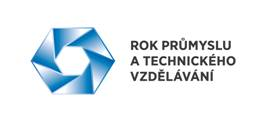 ROK PRŮMYSLU
A TECHNICKÉHO
VZDĚLÁVÁNÍ